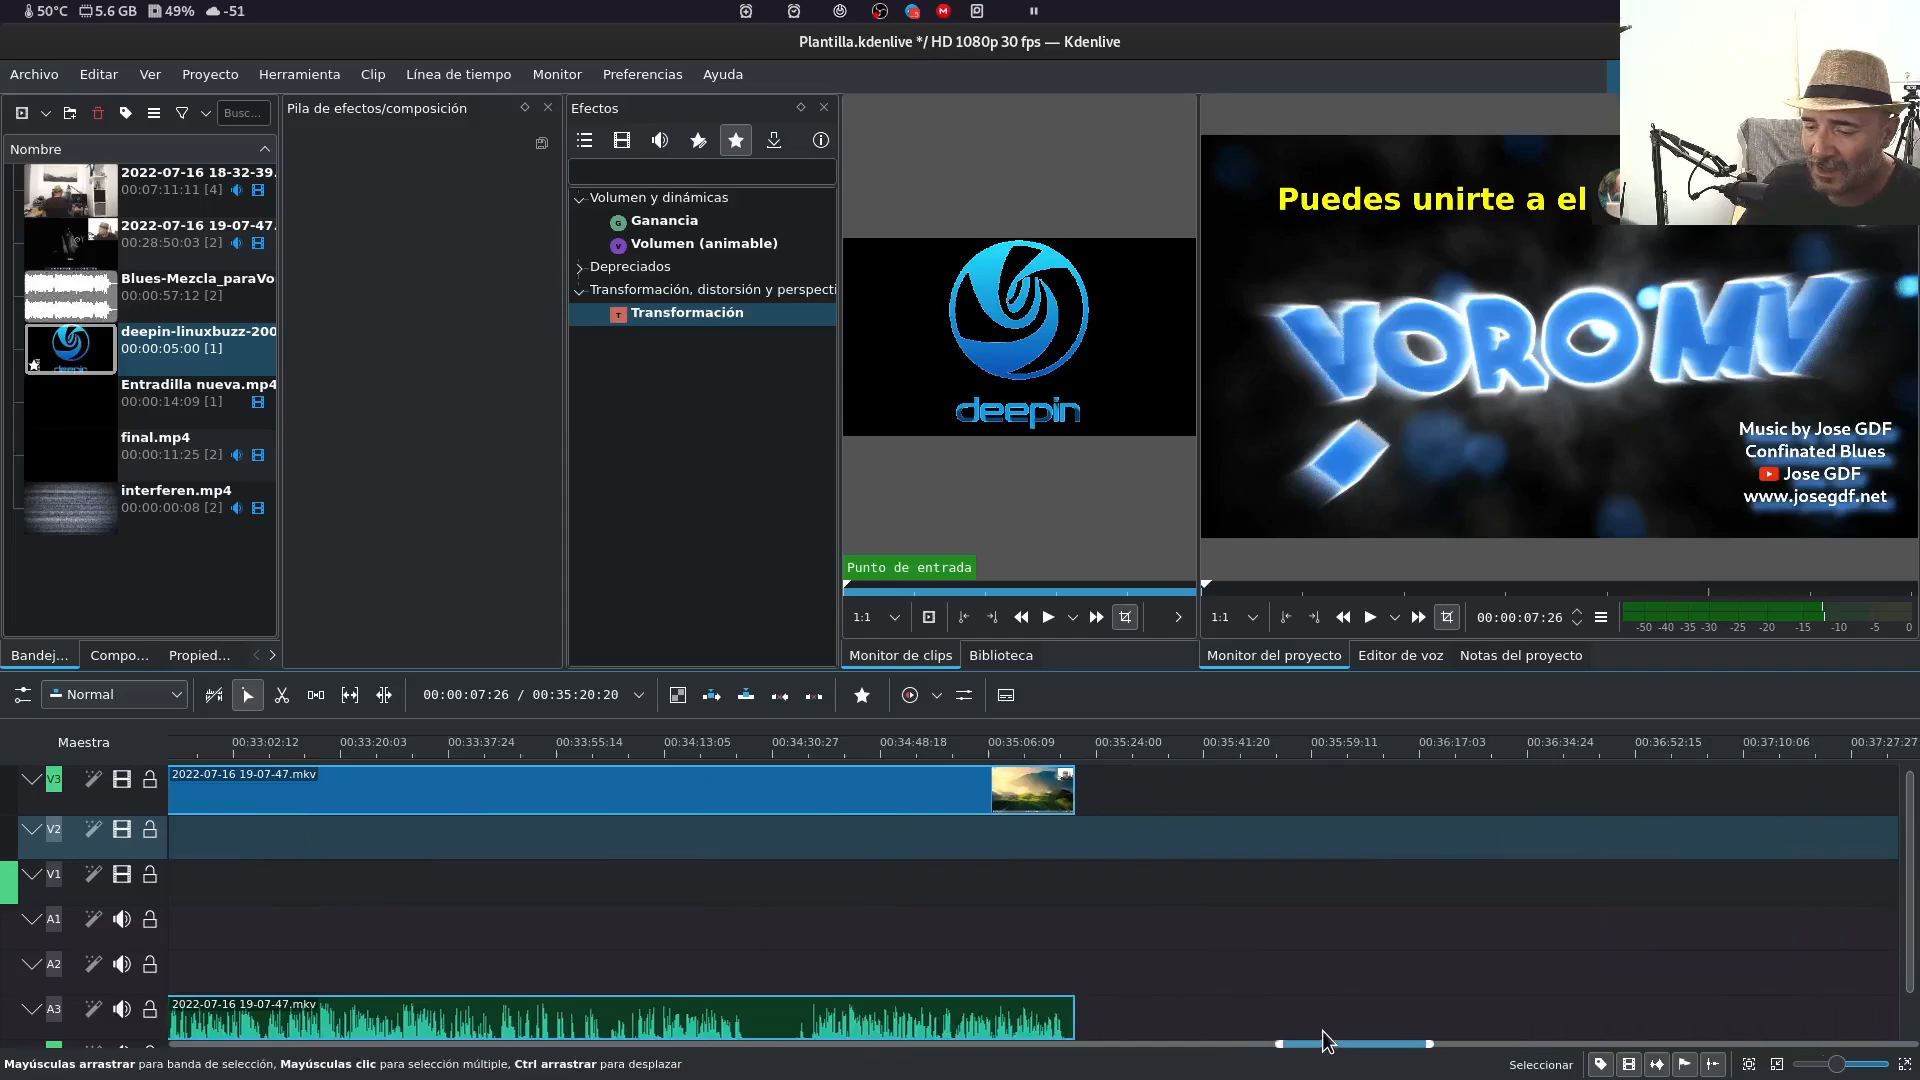 50°C 5.6 GB 49% -51
Plantilla.kdenlive */ HD 1080p 30 fps — Kdenlive
Archivo Editar Ver Proyecto Herramienta Clip Línea de tiempo Monitor Preferencias Ayuda
Busc...
Nombre
2022-07-16 18-32-39.
00:07:11:11 [4]
2022-07-16 19-07-47.
00:28:50:03 [2]
Blues-Mezcla_paraVo
00:00:57:12 [2]
deepin-linuxbuzz-200
00:00:05:00 [1]
Entradilla nueva.mp4
00:00:14:09 [1]
final.mp4
00:00:11:25 [2]
interferen.mp4
00:00:00:08 [2]
Bandej... Compo... Propied...
Pila de efectos/composición
Efectos
Volumen y dinámicas
G Ganancia
V Volumen (animable)
Depreciados
Transformación, distorsión y perspecti
T Transformación
deepin
Punto de entrada
1:1
Monitor de clips Biblioteca
Puedes unirte a el
VOROMV
Music by Jose GDF
Confinated Blues
Jose GDF
www.josegdf.net
1:1 00:00:07:26
-50 -40 -35 -30 -25 -20 -15 -10 -5 0
Monitor del proyecto Editor de voz Notas del proyecto
Normal 00:00:07:26 / 00:35:20:20
Maestra 00:33:02:12 00:33:20:03 00:33:37:24 00:33:55:14 00:34:13:05 00:34:30:27 00:34:48:18 00:35:06:09 00:35:24:00 00:35:41:20 00:35:59:11 00:36:17:03 00:36:34:24 00:36:52:15 00:37:10:06 00:37:27:27
V3 2022-07-16 19-07-47.mkv
V2
V1
A1
A2
A3 2022-07-16 19-07-47.mkv
Mayúsculas arrastrar para banda de selección, Mayúsculas clic para selección múltiple, Ctrl arrastrar para desplazar Seleccionar